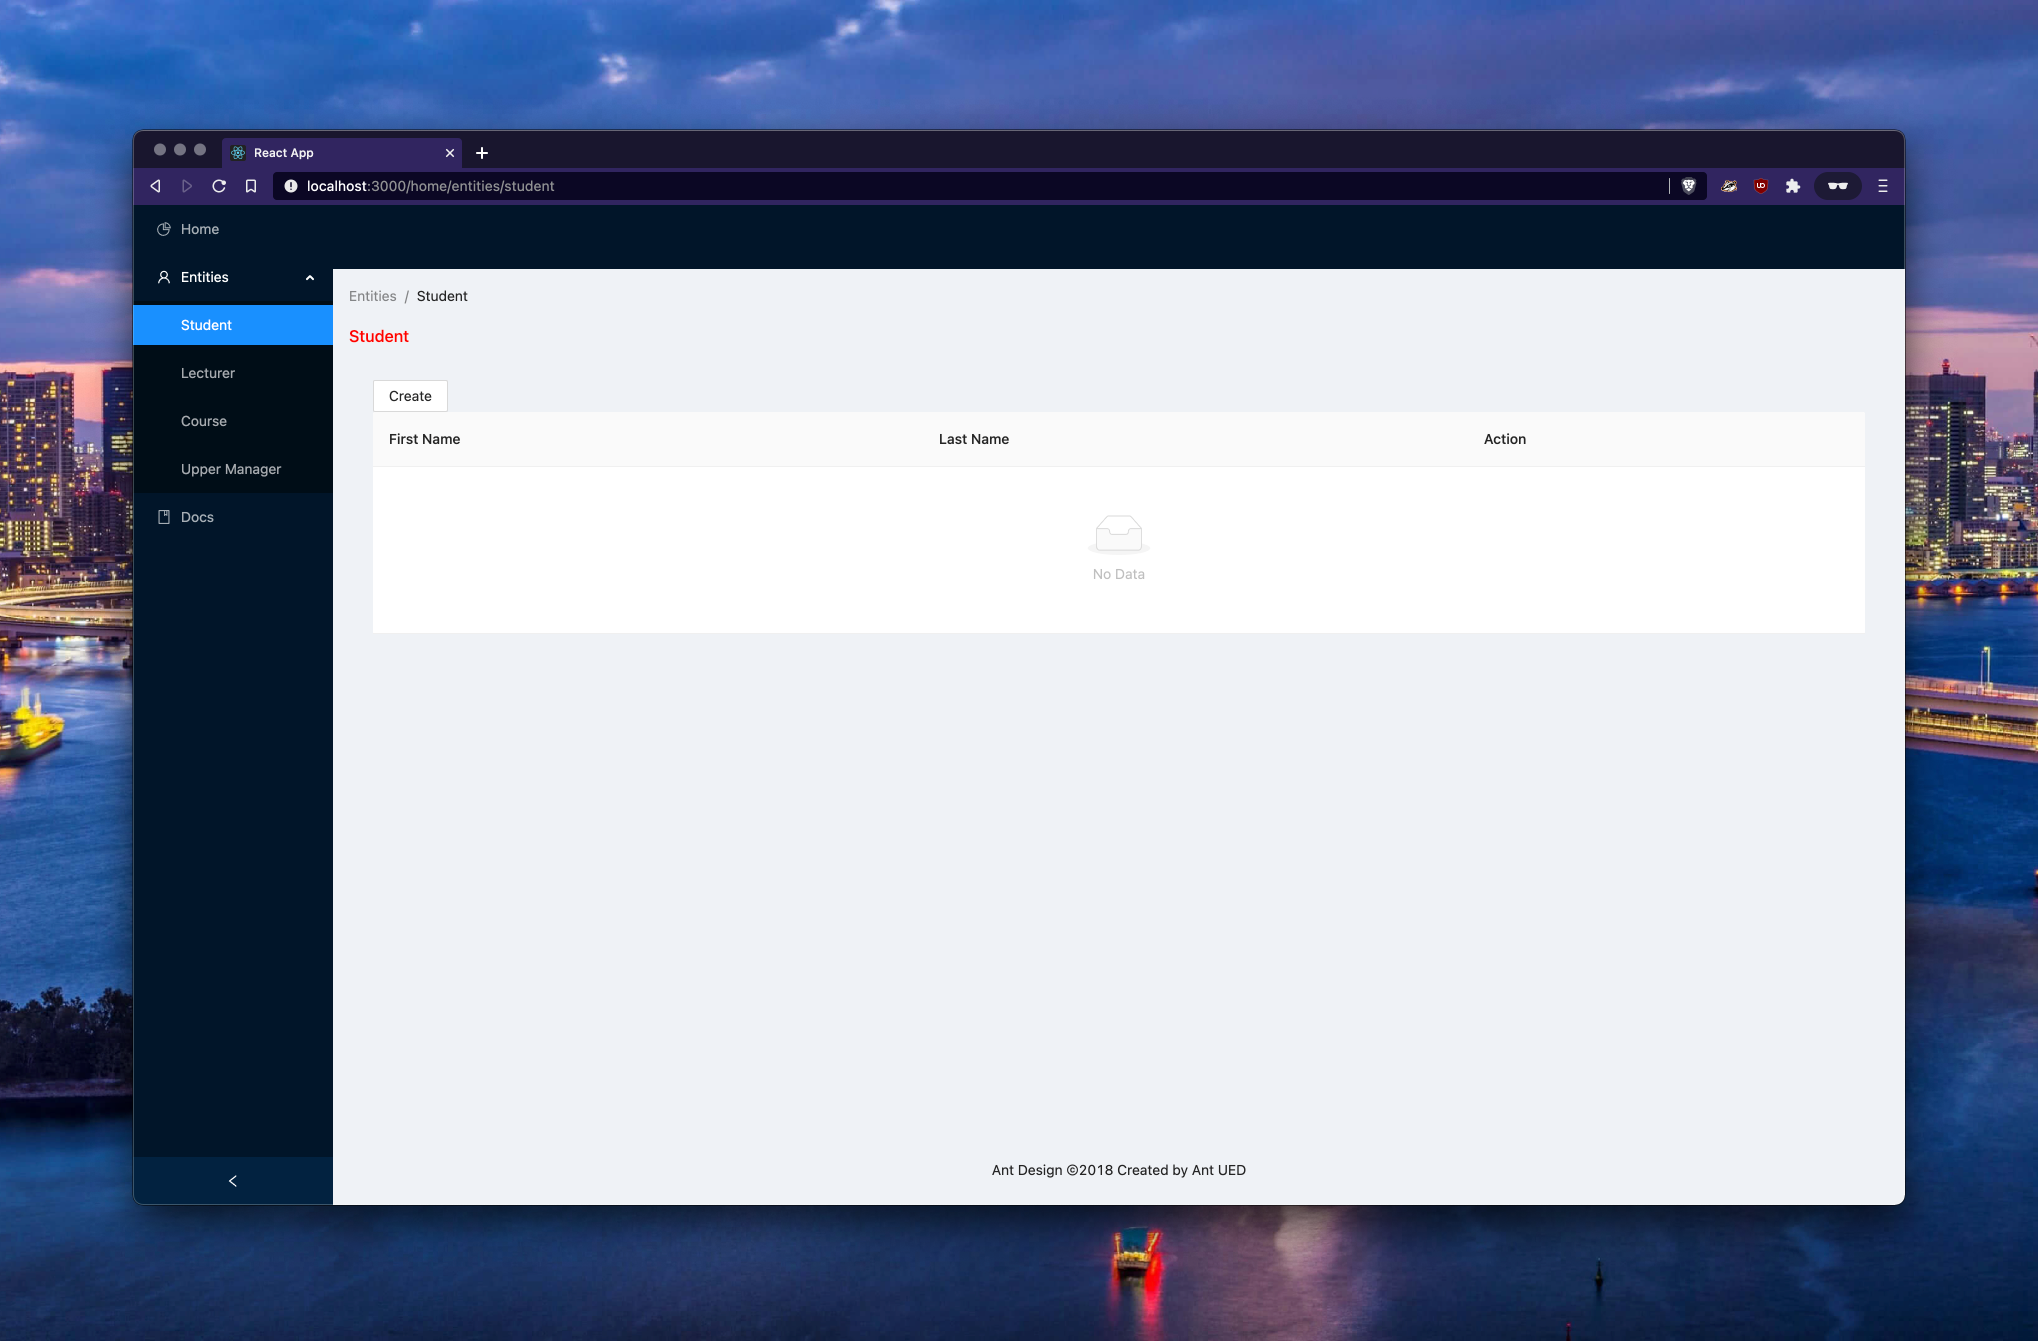 React App
localhost:3000/home/entities/student
Home
Entities
Student
Lecturer
Course
Upper Manager
Docs
Entities / Student
Student
Create
First Name Last Name Action
No Data
Ant Design ©2018 Created by Ant UED